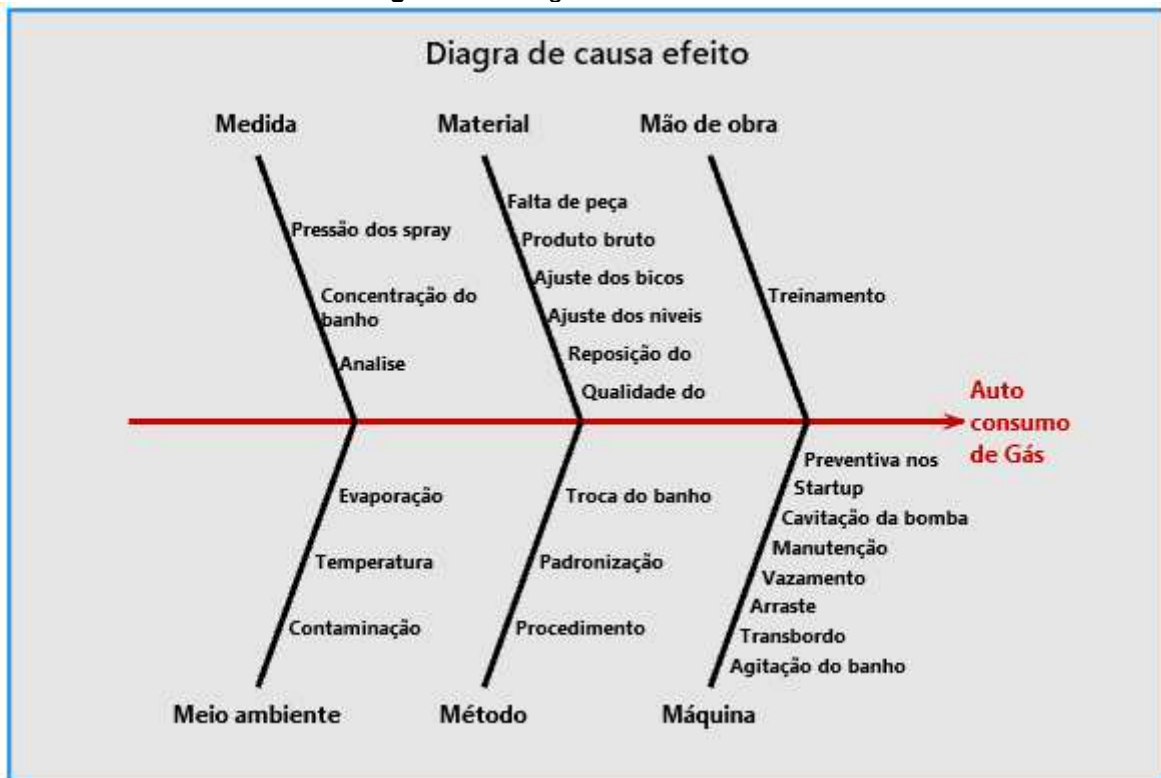 Diagra de causa efeito
Medida
Material
Mão de obra
Pressão dos spray
Concentração do
banho
Analise
Falta de peça
Produto bruto
Ajuste dos bicos
Ajuste dos niveis
Reposição do
Qualidade do
Treinamento
Auto
consumo
de Gás
Evaporação
Temperatura
Contaminação
Troca do banho
Padronização
Procedimento
Preventiva nos
Startup
Cavitação da bomba
Manutenção
Vazamento
Arraste
Transbordo
Agitação do banho
Meio ambiente
Método
Máquina